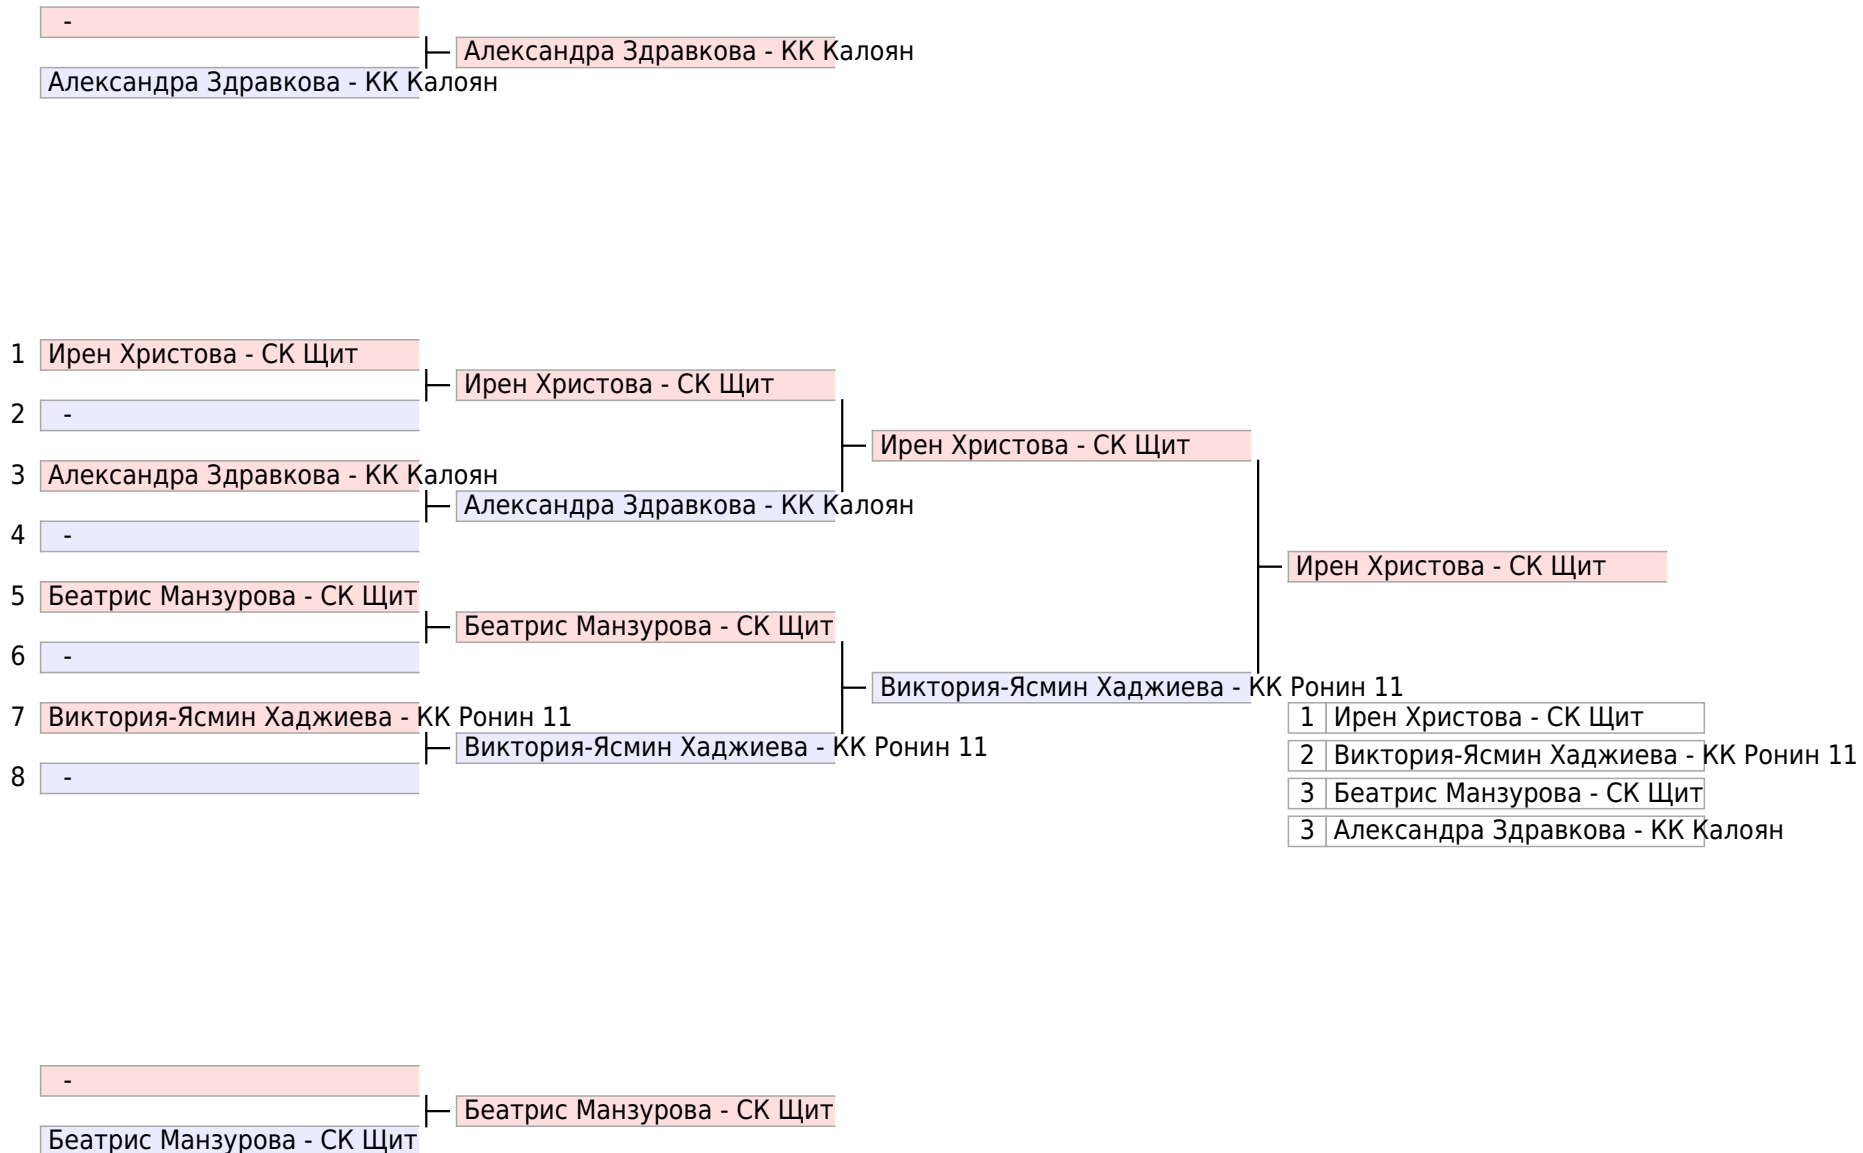 -
Александра Здравкова - КК Калоян
Александра Здравкова - КК Калоян
1 Ирен Христова - СК Щит
Ирен Христова - СК Щит
2 -
Ирен Христова - СК Щит
3 Александра Здравкова - КК Калоян
Александра Здравкова - КК Калоян
4 -
Ирен Христова - СК Щит
5 Беатрис Манзурова - СК Щит
Беатрис Манзурова - СК Щит
6 -
Виктория-Ясмин Хаджиева - КК Ронин 11
7 Виктория-Ясмин Хаджиева - КК Ронин 11
Виктория-Ясмин Хаджиева - КК Ронин 11
8 -
1 Ирен Христова - СК Щит
2 Виктория-Ясмин Хаджиева - КК Ронин 11
3 Беатрис Манзурова - СК Щит
3 Александра Здравкова - КК Калоян
-
Беатрис Манзурова - СК Щит
Беатрис Манзурова - СК Щит